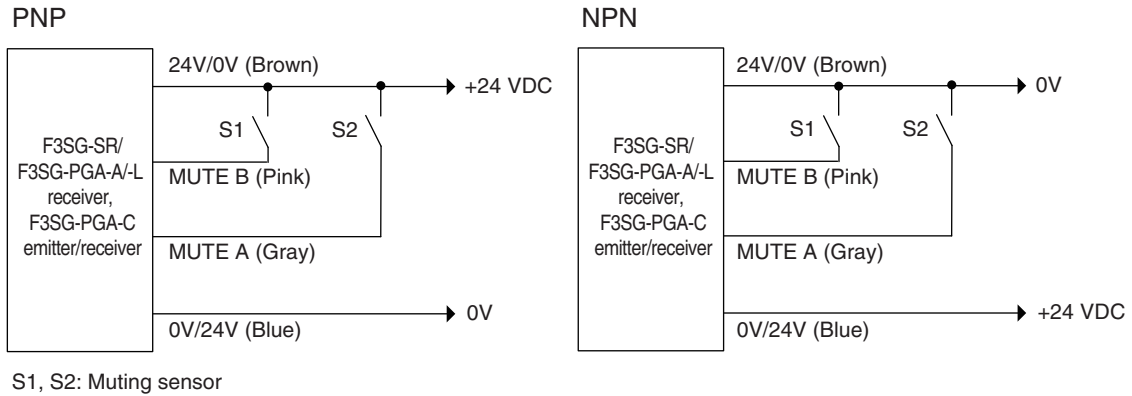 PNP
24V/0V (Brown)
+24 VDC
S1
S2
F3SG-SR/
F3SG-PGA-A/-L
receiver,
F3SG-PGA-C
emitter/receiver
MUTE B (Pink)
MUTE A (Gray)
0V
0V/24V (Blue)
NPN
24V/0V (Brown)
0V
S1
S2
F3SG-SR/
F3SG-PGA-A/-L
receiver,
F3SG-PGA-C
emitter/receiver
MUTE B (Pink)
MUTE A (Gray)
+24 VDC
0V/24V (Blue)
S1, S2: Muting sensor